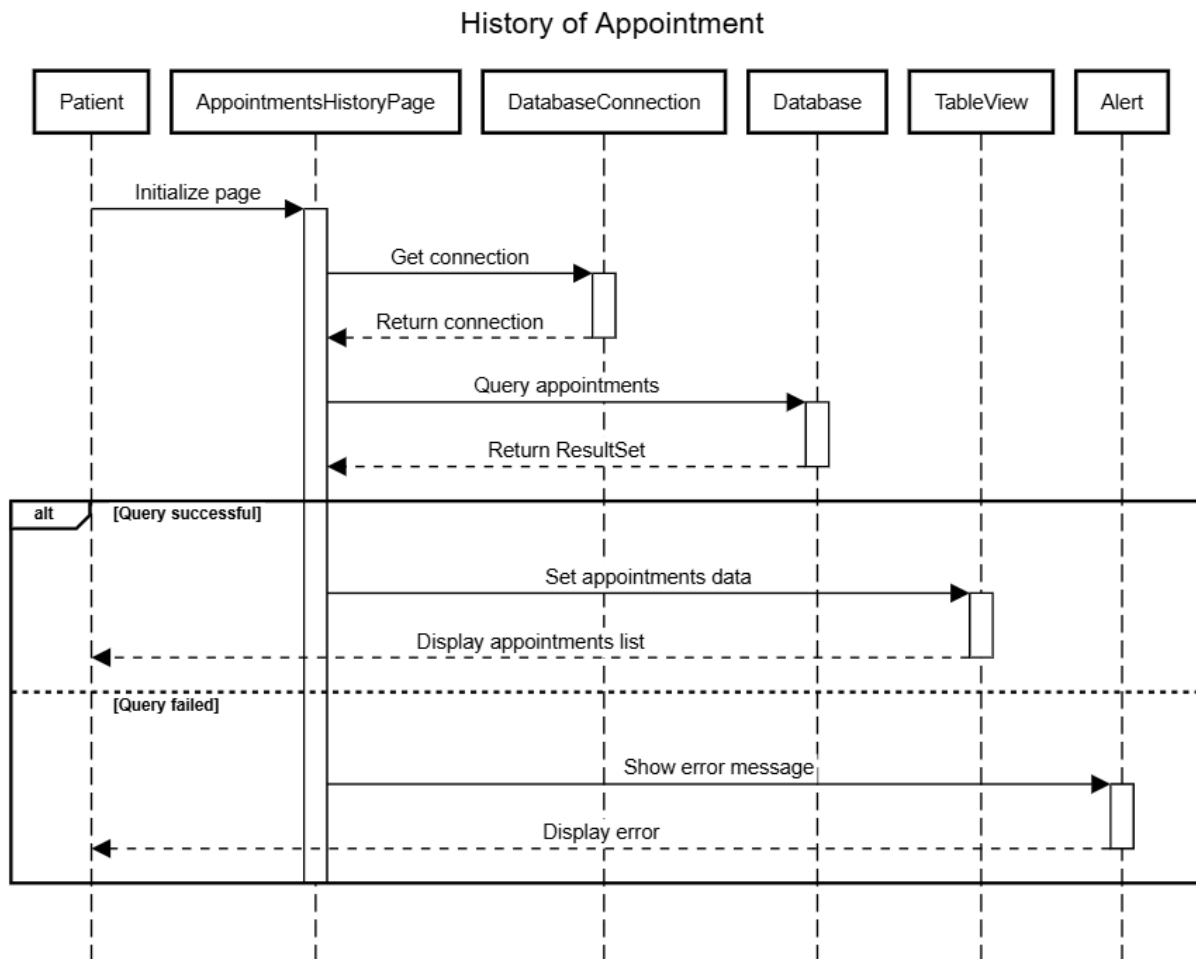 History of Appointment
Patient
AppointmentsHistoryPage
DatabaseConnection
Database
TableView
Alert
Initialize page
Get connection
Return connection
Query appointments
Return ResultSet
alt
[Query successful]
Set appointments data
Display appointments list
[Query failed]
Show error message
Display error